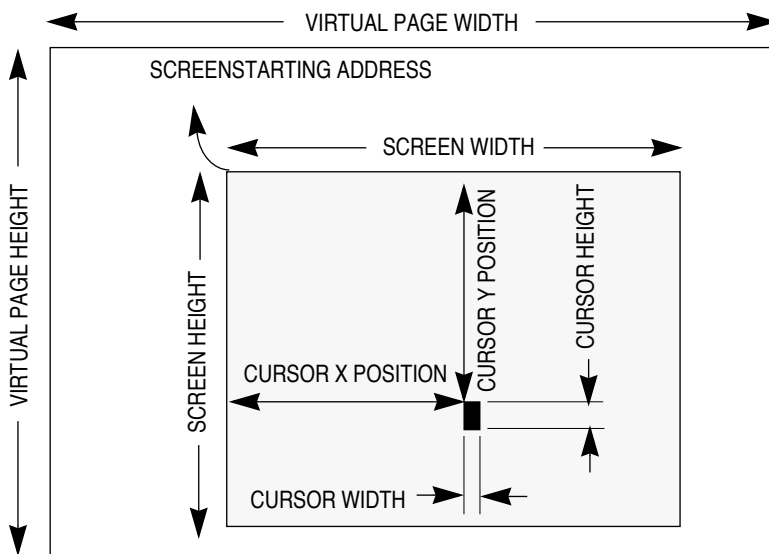 VIRTUAL PAGE WIDTH
SCREENSTARTING ADDRESS
SCREEN WIDTH
VIRTUAL PAGE HEIGHT
SCREEN HEIGHT
CURSOR Y POSITION
CURSOR HEIGHT
CURSOR X POSITION
CURSOR WIDTH